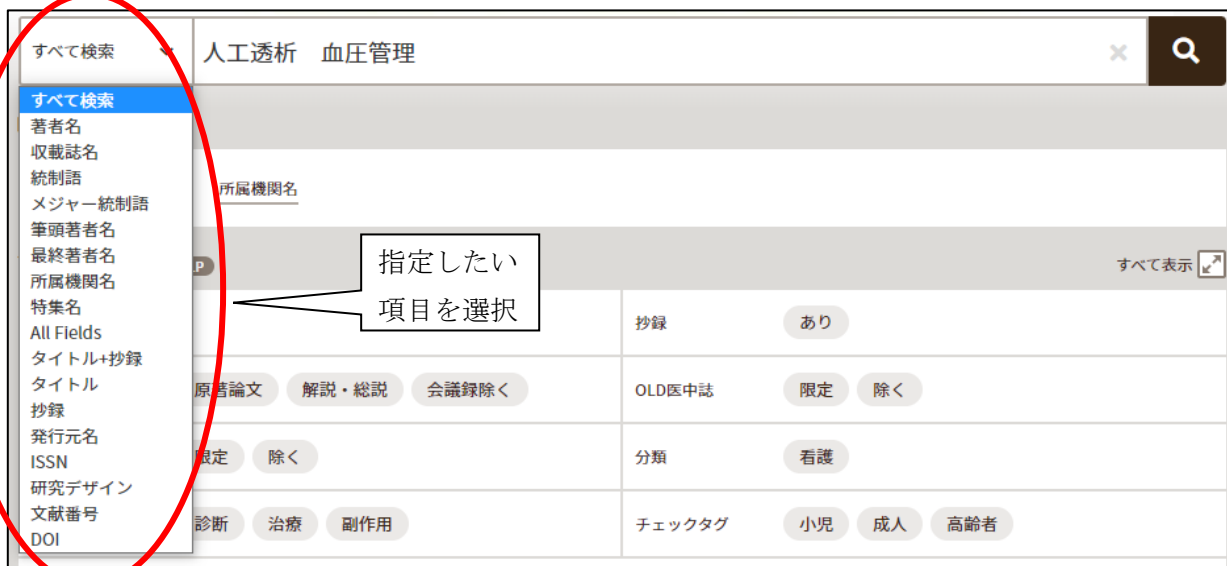 すべて検索
人工透析　血圧管理
すべて検索
著者名
収載誌名
統制語
メジャー統制語
筆頭著者名
最終著者名
所属機関名
特集名
All Fields
タイトル+抄録
タイトル
抄録
発行元名
ISSN
研究デザイン
文献番号
DOI
所属機関名
指定したい
項目を選択
P
すべて表示
抄録 あり
原著論文 解説・総説 会議録除く
OLD医中誌 限定 除く
限定 除く
分類 看護
診断 治療 副作用
チェックタグ 小児 成人 高齢者